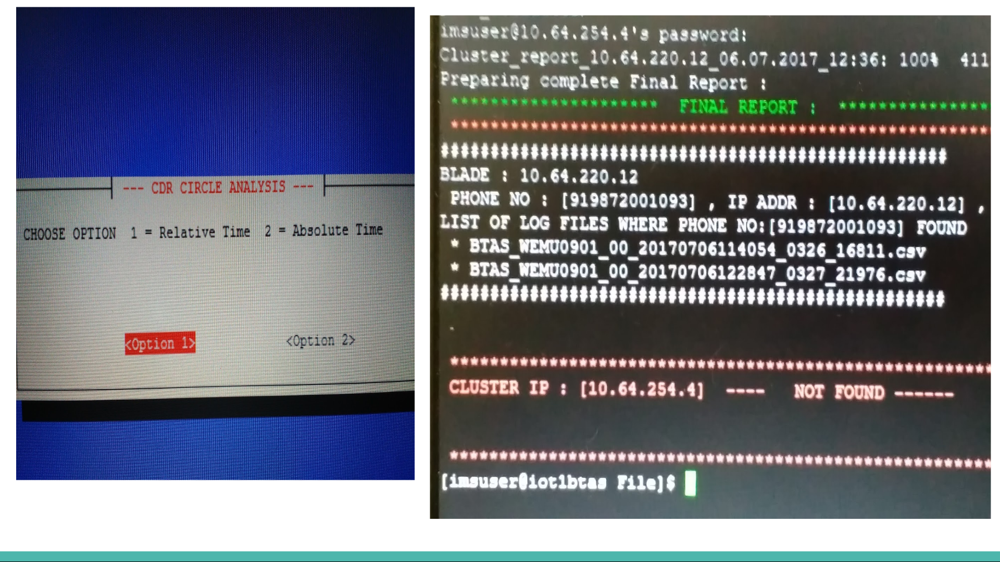 --- CDR CIRCLE ANALYSIS ---
CHOOSE OPTION 1 = Relative Time 2 = Absolute Time
<Option 1> <Option 2>
imsuser@10.64.254.4's password:
Cluster_report_10.64.220.12_06.07.2017_12:36: 100% 411
Preparing complete Final Report :
********************* FINAL REPORT : ***************
*******************************************************
###################################################
BLADE : 10.64.220.12
PHONE NO : [919872001093] , IP ADDR : [10.64.220.12] ,
LIST OF LOG FILES WHERE PHONE NO:[919872001093] FOUND
* BTAS_WEMU0901_00_20170706114054_0326_16811.csv
* BTAS_WEMU0901_00_20170706122847_0327_21976.csv
###################################################
*******************************************************
CLUSTER IP : [10.64.254.4] ---- NOT FOUND ------
*******************************************************
[imsuser@iot1btas File]$